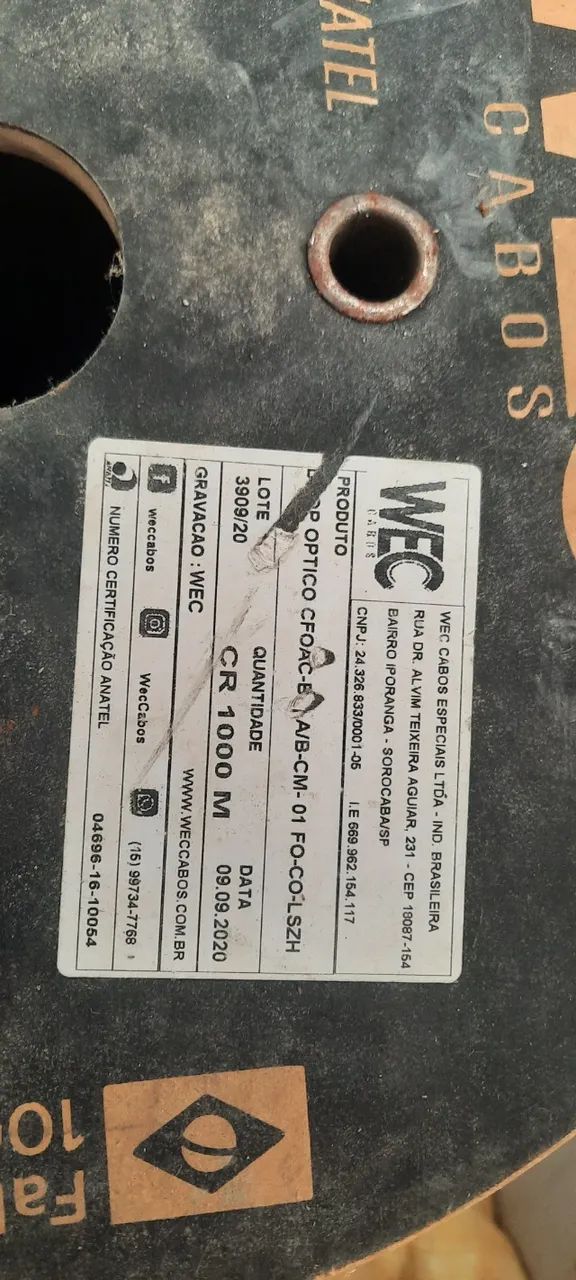 CABOS
WEC
CABOS
WEC CABOS ESPECIAIS LTDA - IND. BRASILEIRA
RUA DR. ALVIM TEIXEIRA AGUIAR, 231 - CEP 18087-154
BAIRRO IPORANGA - SOROCABA/SP
CNPJ: 24.326.833/0001-05 I.E 669.962.154.117
PRODUTO
OPTICO A/B-CM- 01 FO-CO-LSZH
LOTE QUANTIDADE DATA
3909/20 CR 1000 M 09.09.2020
GRAVACAO : WEC WWW.WECCABOS.COM.BR
weccabos WecCabos (15) 99734-7768
ANATEL NUMERO CERTIFICAÇÃO ANATEL 04696-16-10054